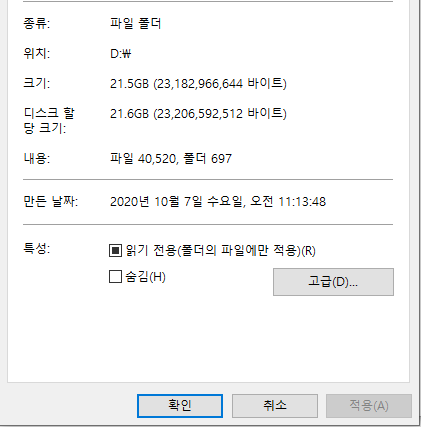 종류: 파일 폴더
위치: D:₩
크기: 21.5GB (23,182,966,644 바이트)
디스크 할 21.6GB (23,206,592,512 바이트)
당 크기:
내용: 파일 40,520, 폴더 697
만든 날짜: 2020년 10월 7일 수요일, 오전 11:13:48
특성: 읽기 전용(폴더의 파일에만 적용)(R)
숨김(H)
고급(D)...
확인 취소 적용(A)